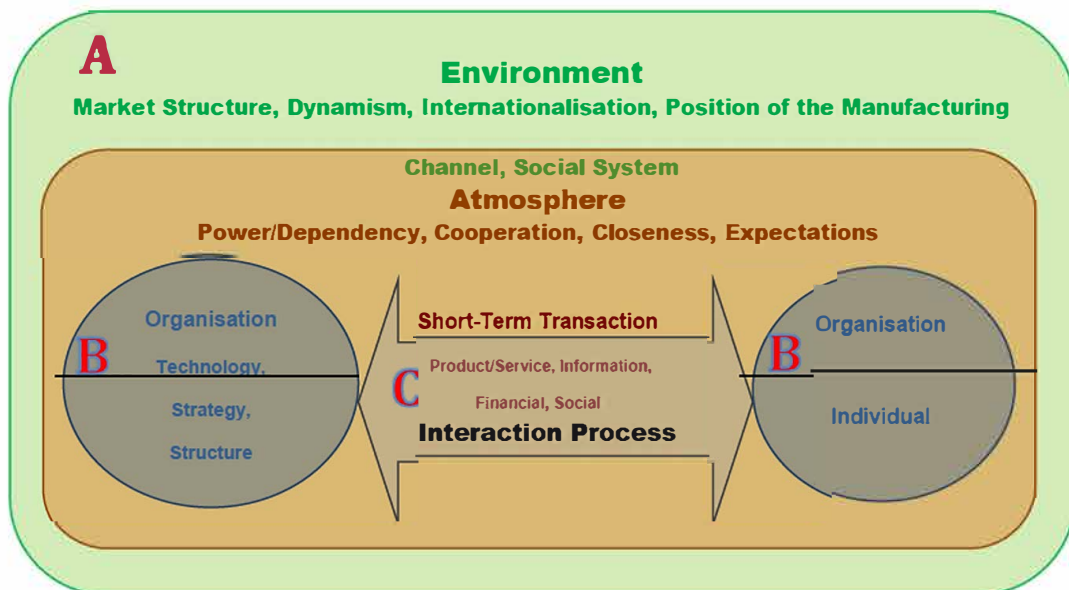 A
Environment
Market Structure, Dynamism, Internationalisation, Position of the Manufacturing
Channel, Social System
Atmosphere
Power/Dependency, Cooperation, Closeness, Expectations
Organisation
B
Technology,
Strategy,
Structure
Short-Term Transaction
C
Product/Service, Information,
Financial, Social
Interaction Process
Organisation
B
Individual